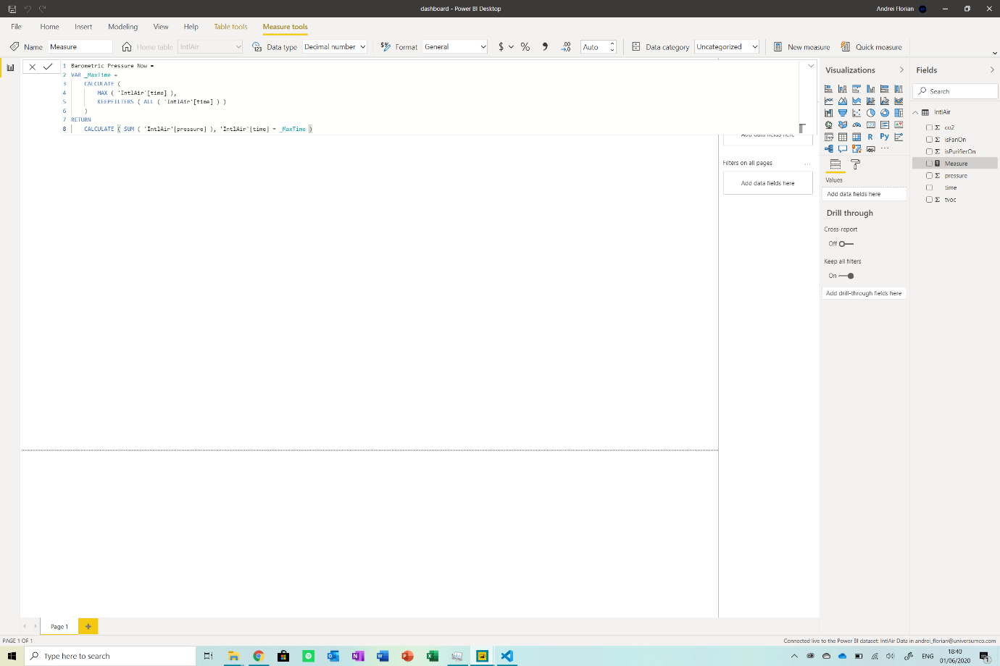 dashboard - Power BI Desktop
Andrei Florian
File Home Insert Modeling View Help Table tools Measure tools
Name Measure
Home table IntlAir
Data type Decimal number
Format General
$ % 9 .00 →.0 Auto
Data category Uncategorized
New measure
Quick measure
1 Barometric Pressure Now =
2 VAR _MaxTime =
3 CALCULATE (
4 MAX ( 'IntlAir'[time] ),
5 KEEPFILTERS ( ALL ( 'IntlAir'[time] ) )
6 )
7 RETURN
8 CALCULATE ( SUM ( 'IntlAir'[pressure] ), 'IntlAir'[time] = _MaxTime )
Add data fields here
Filters on all pages ...
Add data fields here
Visualizations
R Py
...
Values
Add data fields here
Drill through
Cross-report
Off
Keep all filters
On
Add drill-through fields here
Fields
Search
IntlAir
Σ co2
Σ isFanOn
Σ isPurifierOn
Measure
Σ pressure
time
Σ tvoc
Page 1
+
PAGE 1 OF 1
Connected live to the Power BI dataset: IntlAir Data in andrei_florian@universumco.com
Type here to search
ENG
18:40
01/06/2020
1